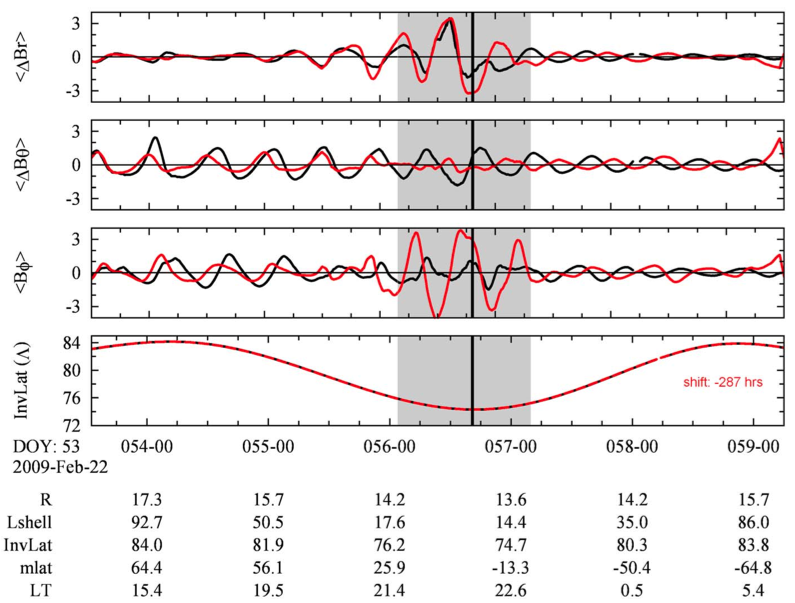 3
0
-3
<ΔBr>
3
0
-3
<ΔBθ>
3
0
-3
<Bϕ>
84
80
76
72
InvLat (Λ)
shift: -287 hrs
DOY: 53 054-00 055-00 056-00 057-00 058-00 059-00
2009-Feb-22
R 17.3 15.7 14.2 13.6 14.2 15.7
Lshell 92.7 50.5 17.6 14.4 35.0 86.0
InvLat 84.0 81.9 76.2 74.7 80.3 83.8
mlat 64.4 56.1 25.9 -13.3 -50.4 -64.8
LT 15.4 19.5 21.4 22.6 0.5 5.4